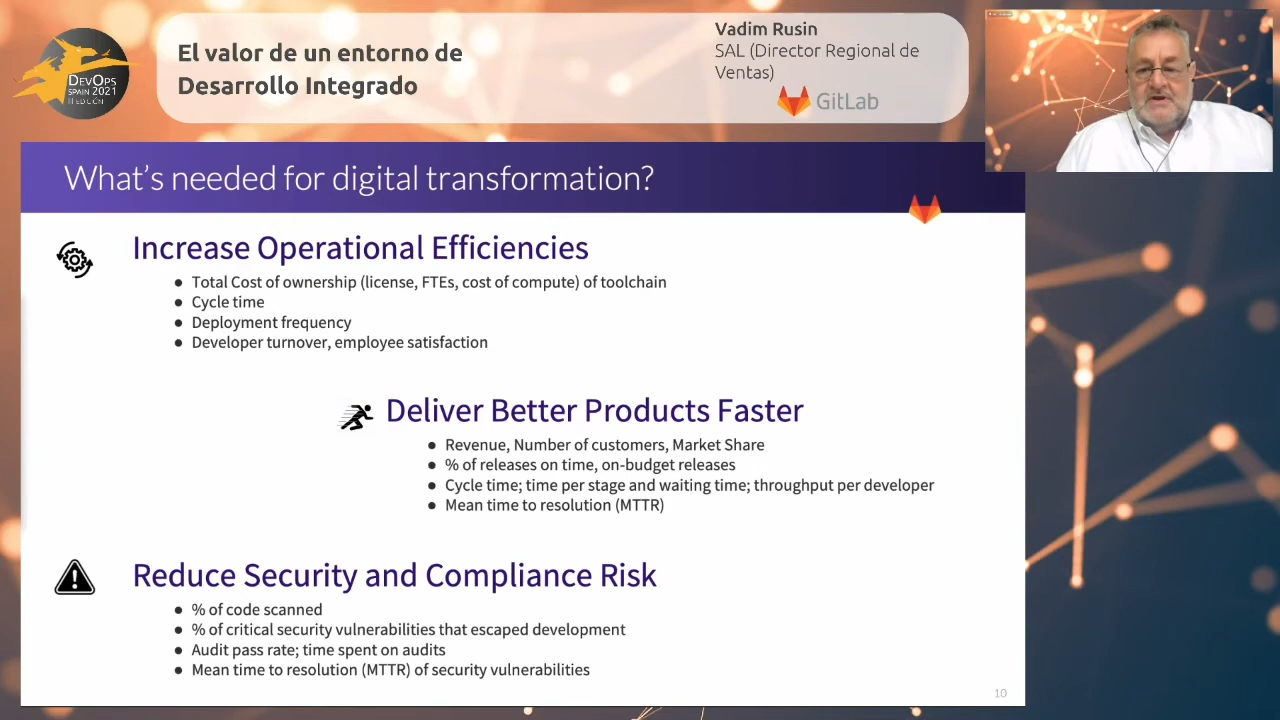 DEVOPS
SPAIN 2021
III EDICIÓN
El valor de un entorno de
Desarrollo Integrado
Vadim Rusin
SAL (Director Regional de
Ventas)
GitLab
What's needed for digital transformation?
Increase Operational Efficiencies
● Total Cost of ownership (license, FTEs, cost of compute) of toolchain
● Cycle time
● Deployment frequency
● Developer turnover, employee satisfaction
Deliver Better Products Faster
● Revenue, Number of customers, Market Share
● % of releases on time, on-budget releases
● Cycle time; time per stage and waiting time; throughput per developer
● Mean time to resolution (MTTR)
Reduce Security and Compliance Risk
● % of code scanned
● % of critical security vulnerabilities that escaped development
● Audit pass rate; time spent on audits
● Mean time to resolution (MTTR) of security vulnerabilities
10